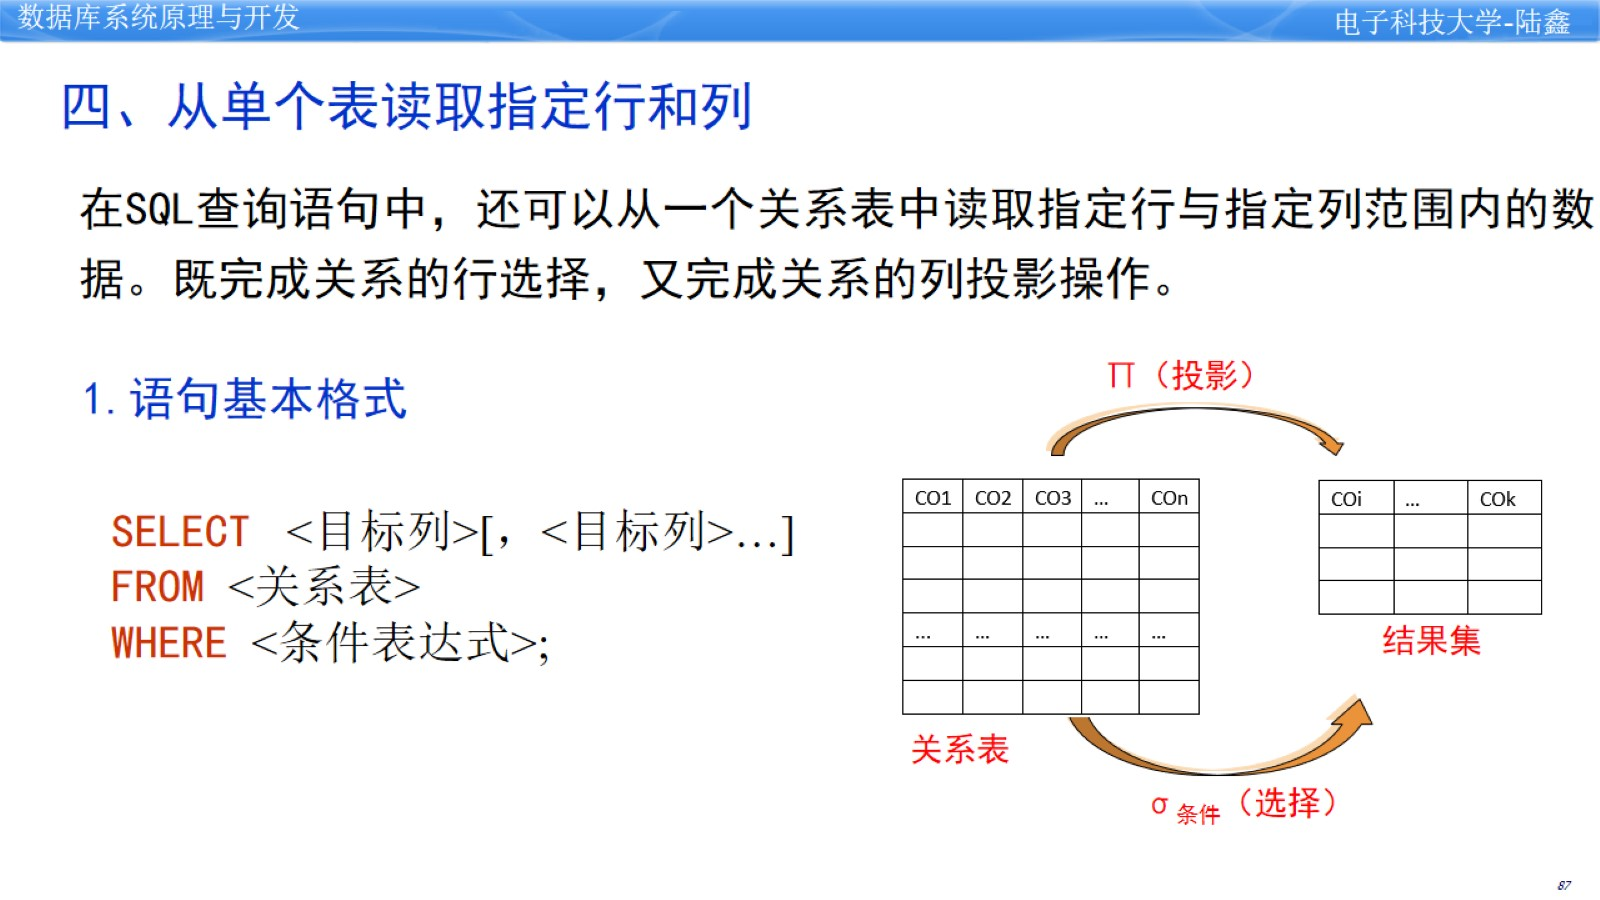 数据库系统原理与开发
电子科技大学-陆鑫
四、从单个表读取指定行和列
在SQL查询语句中，还可以从一个关系表中读取指定行与指定列范围内的数
据。既完成关系的行选择，又完成关系的列投影操作。
1.语句基本格式
SELECT <目标列>[，<目标列>…]
FROM <关系表>
WHERE <条件表达式>;
Π（投影）
CO1 CO2 CO3 … COn
… … … … …
关系表
COi … COk
结果集
σ 条件（选择）
87